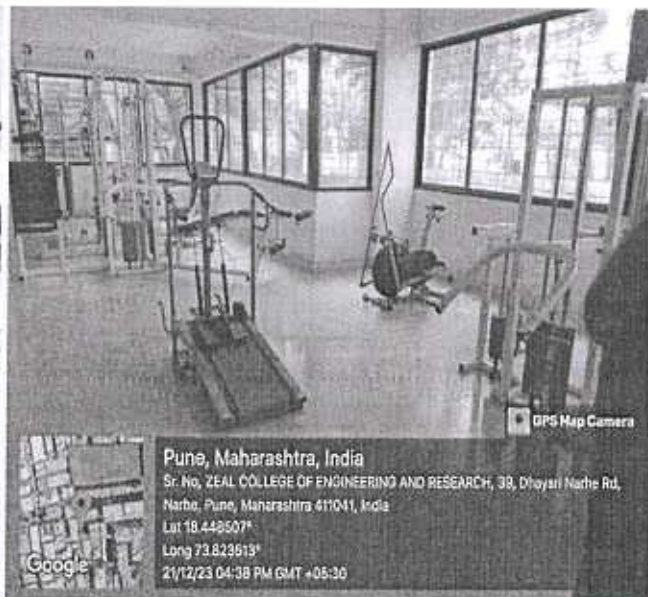 GPS Map Camera
Pune, Maharashtra, India
Sr. No, ZEAL COLLEGE OF ENGINEERING AND RESEARCH, 39, Dhayari Narhe Rd,
Narhe, Pune, Maharashtra 411041, India
Lat 18.448507°
Long 73.823613°
21/12/23 04:38 PM GMT +05:30
Google